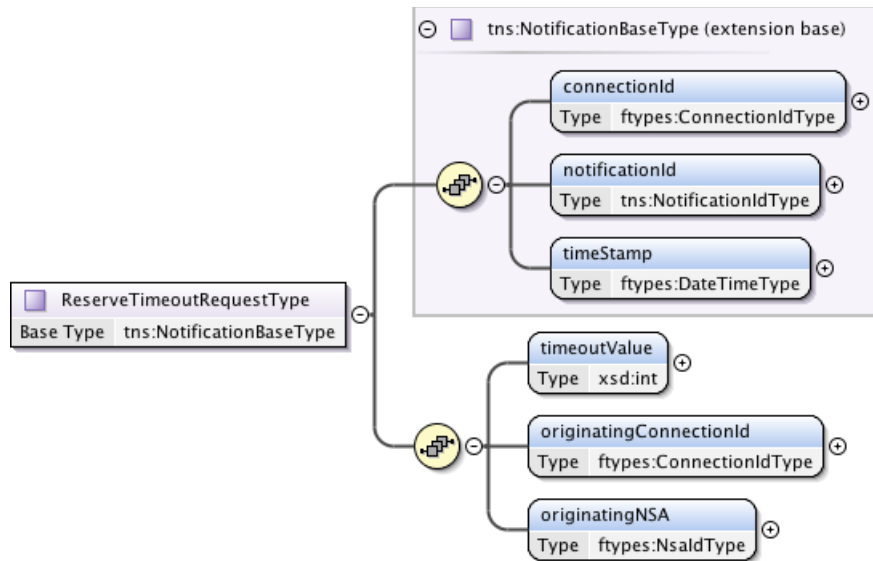 tns:NotificationBaseType (extension base)
connectionId
Type ftypes:ConnectionIdType
notificationId
Type tns:NotificationIdType
timeStamp
Type ftypes:DateTimeType
ReserveTimeoutRequestType
Base Type tns:NotificationBaseType
timeoutValue
Type xsd:int
originatingConnectionId
Type ftypes:ConnectionIdType
originatingNSA
Type ftypes:NsaIdType